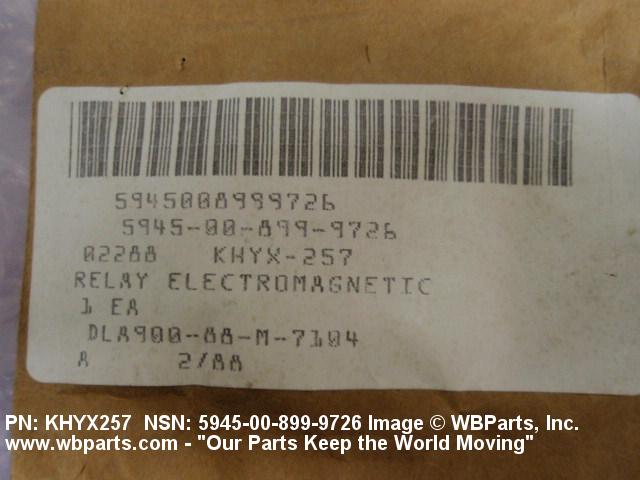 5945008999726
5945-00-899-9726
02288 KHYX-257
RELAY ELECTROMAGNETIC
1 EA
DLA900-88-M-7104
A 2/88
PN: KHYX257 NSN: 5945-00-899-9726 Image © WBParts, Inc.
www.wbparts.com - "Our Parts Keep the World Moving"